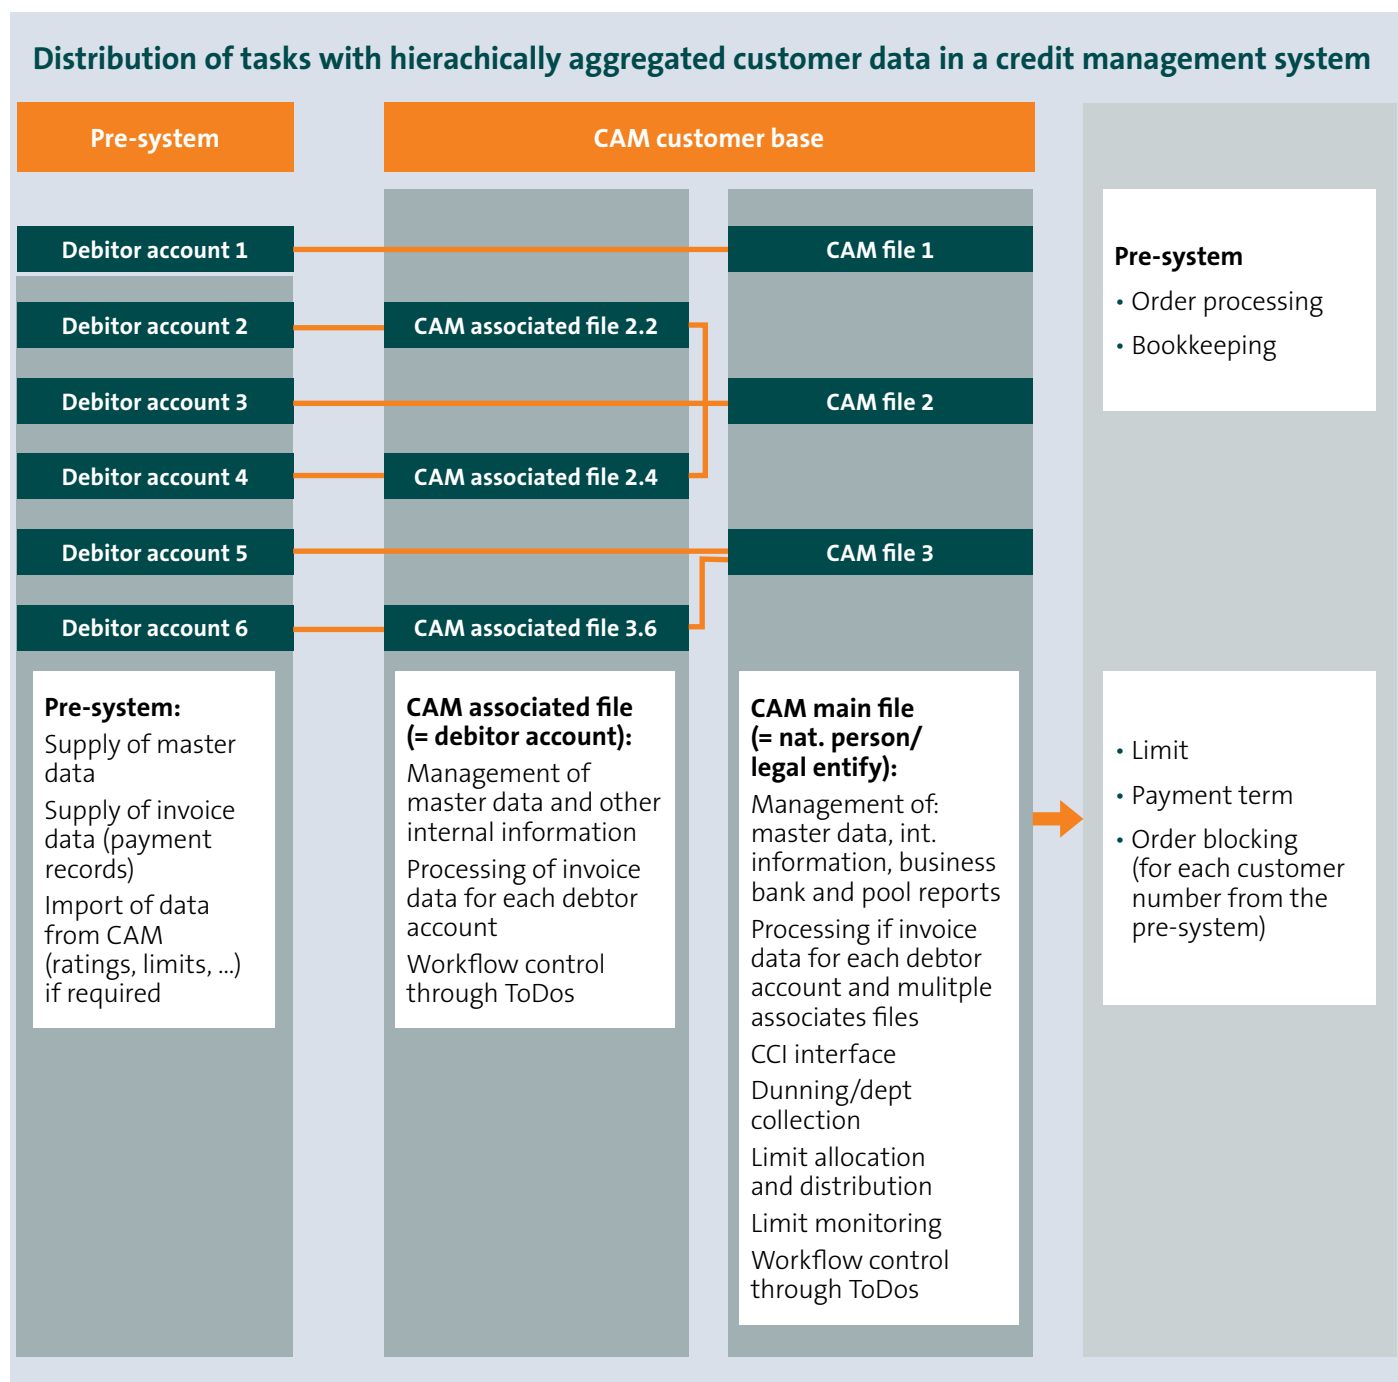 Distribution of tasks with hierachically aggregated customer data in a credit management system
Pre-system
CAM customer base
Debitor account 1
CAM file 1
Debitor account 2
CAM associated file 2.2
Debitor account 3
CAM file 2
Debitor account 4
CAM associated file 2.4
Debitor account 5
CAM file 3
Debitor account 6
CAM associated file 3.6
Pre-system:
Supply of master
data
Supply of invoice
data (payment
records)
Import of data
from CAM
(ratings, limits, ...)
if required
CAM associated file
(= debitor account):
Management of
master data and other
internal information
Processing of invoice
data for each debtor
account
Workflow control
through ToDos
CAM main file
(= nat. person/
legal entify):
Management of:
master data, int.
information, business
bank and pool reports
Processing if invoice
data for each debtor
account and mulitple
associates files
CCI interface
Dunning/dept
collection
Limit allocation
and distribution
Limit monitoring
Workflow control
through ToDos
Pre-system
• Order processing
• Bookkeeping
• Limit
• Payment term
• Order blocking
(for each customer
number from the
pre-system)